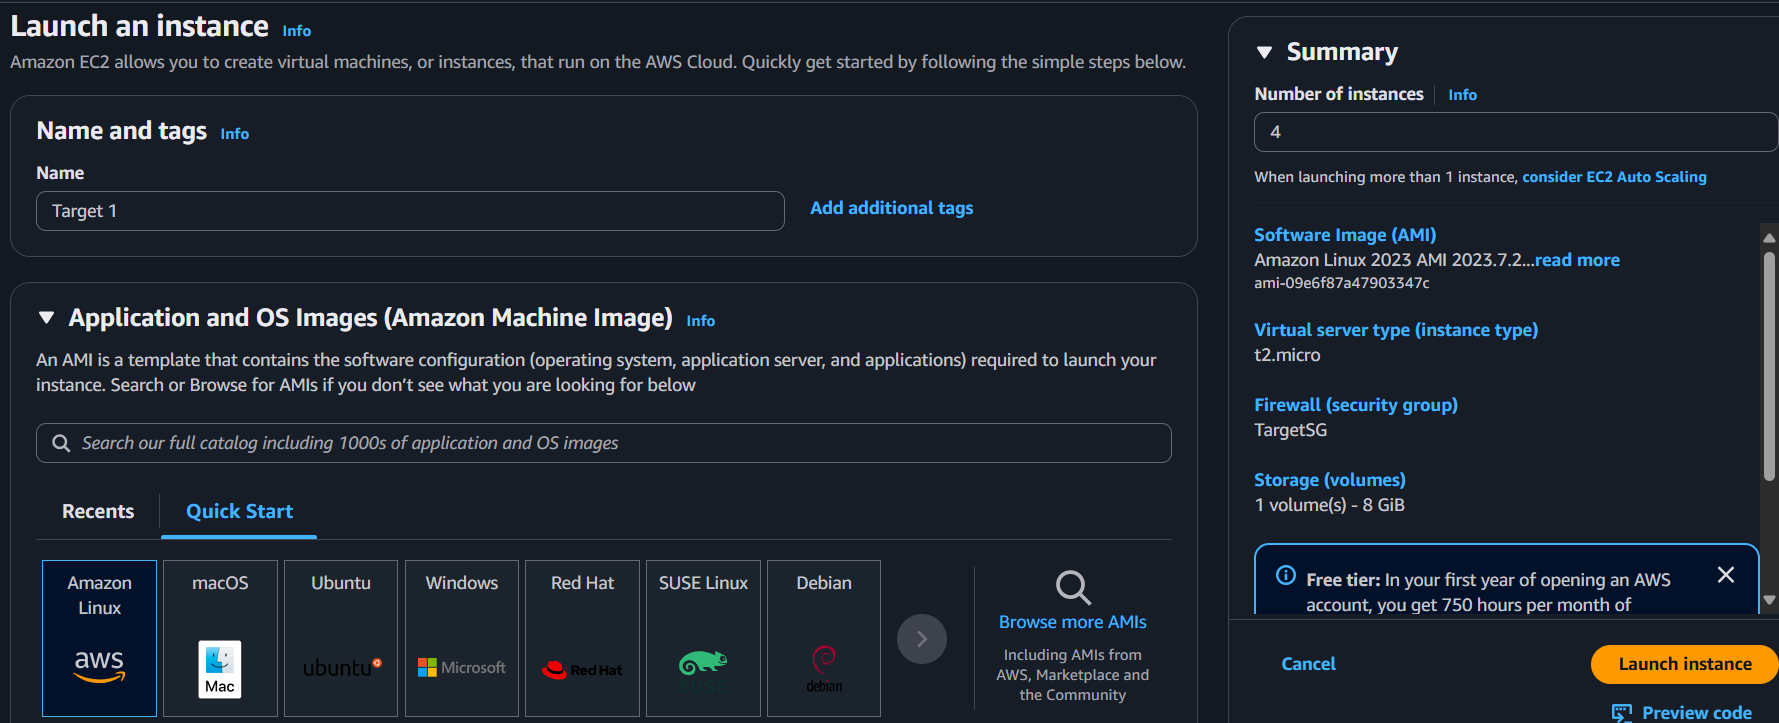 Launch an instance Info
Amazon EC2 allows you to create virtual machines, or instances, that run on the AWS Cloud. Quickly get started by following the simple steps below.
Name and tags Info
Name
Target 1
Add additional tags
Application and OS Images (Amazon Machine Image) Info
An AMI is a template that contains the software configuration (operating system, application server, and applications) required to launch your
instance. Search or Browse for AMIs if you don’t see what you are looking for below
Search our full catalog including 1000s of application and OS images
Recents
Quick Start
Amazon
Linux
aws
macOS
Mac
Ubuntu
ubuntu
Windows
Microsoft
Red Hat
Red Hat
SUSE Linux
SUSE
Debian
debian
Browse more AMIs
Including AMIs from
AWS, Marketplace and
the Community
Summary
Number of instances Info
4
When launching more than 1 instance, consider EC2 Auto Scaling
Software Image (AMI)
Amazon Linux 2023 AMI 2023.7.2...read more
ami-09e6f87a47903347c
Virtual server type (instance type)
t2.micro
Firewall (security group)
TargetSG
Storage (volumes)
1 volume(s) - 8 GiB
Free tier: In your first year of opening an AWS
account, you get 750 hours per month of
Cancel
Launch instance
Preview code